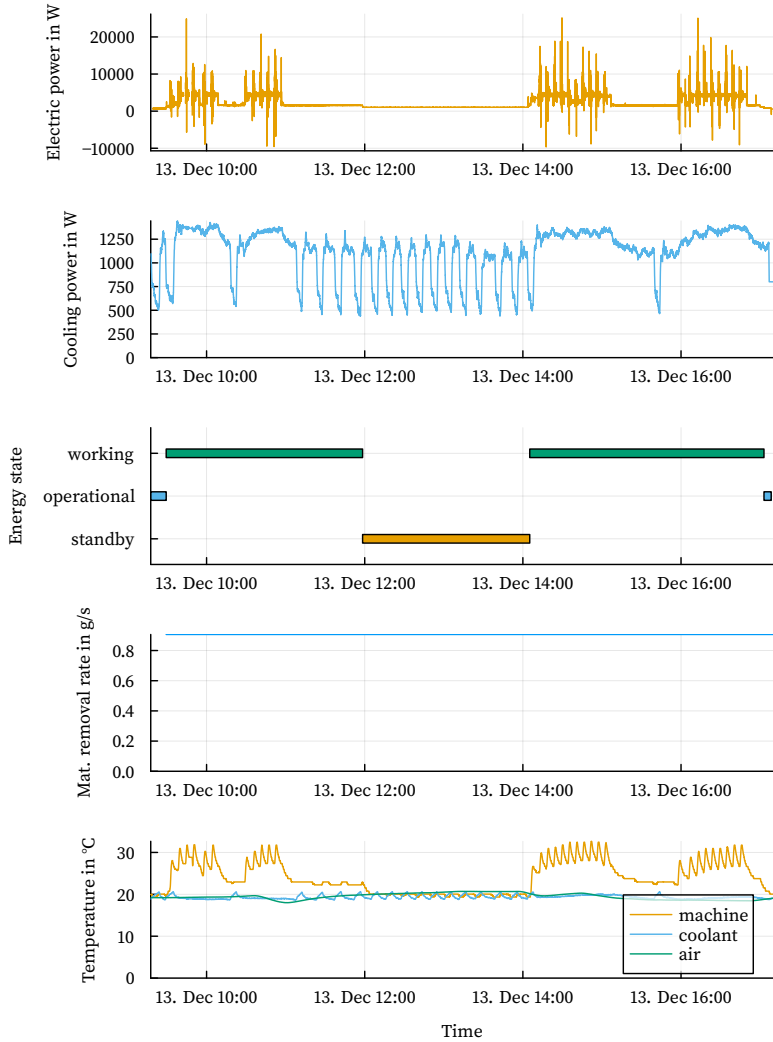 Electric power in W
20000
10000
0
−10000
13. Dec 10:00 13. Dec 12:00 13. Dec 14:00 13. Dec 16:00
Cooling power in W
1250
1000
750
500
250
0
13. Dec 10:00 13. Dec 12:00 13. Dec 14:00 13. Dec 16:00
Energy state
working
operational
standby
13. Dec 10:00 13. Dec 12:00 13. Dec 14:00 13. Dec 16:00
Mat. removal rate in g/s
0.8
0.6
0.4
0.2
0.0
13. Dec 10:00 13. Dec 12:00 13. Dec 14:00 13. Dec 16:00
Temperature in °C
30
20
10
0
machine
coolant
air
13. Dec 10:00 13. Dec 12:00 13. Dec 14:00 13. Dec 16:00
Time